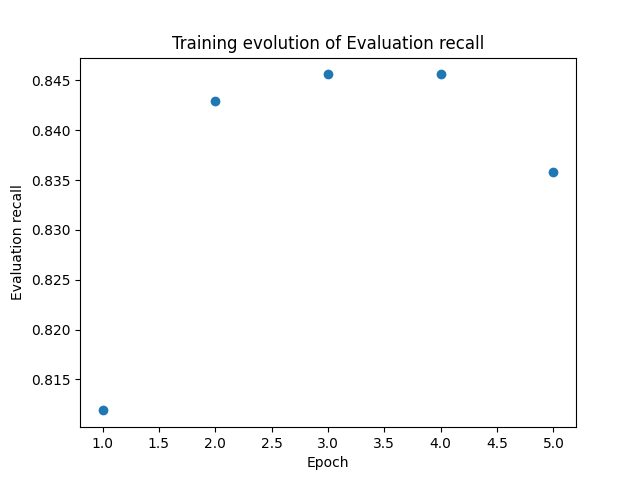 Training evolution of Evaluation recall
0.845
0.840
0.835
0.830
0.825
0.820
0.815
Evaluation recall
1.0 1.5 2.0 2.5 3.0 3.5 4.0 4.5 5.0
Epoch